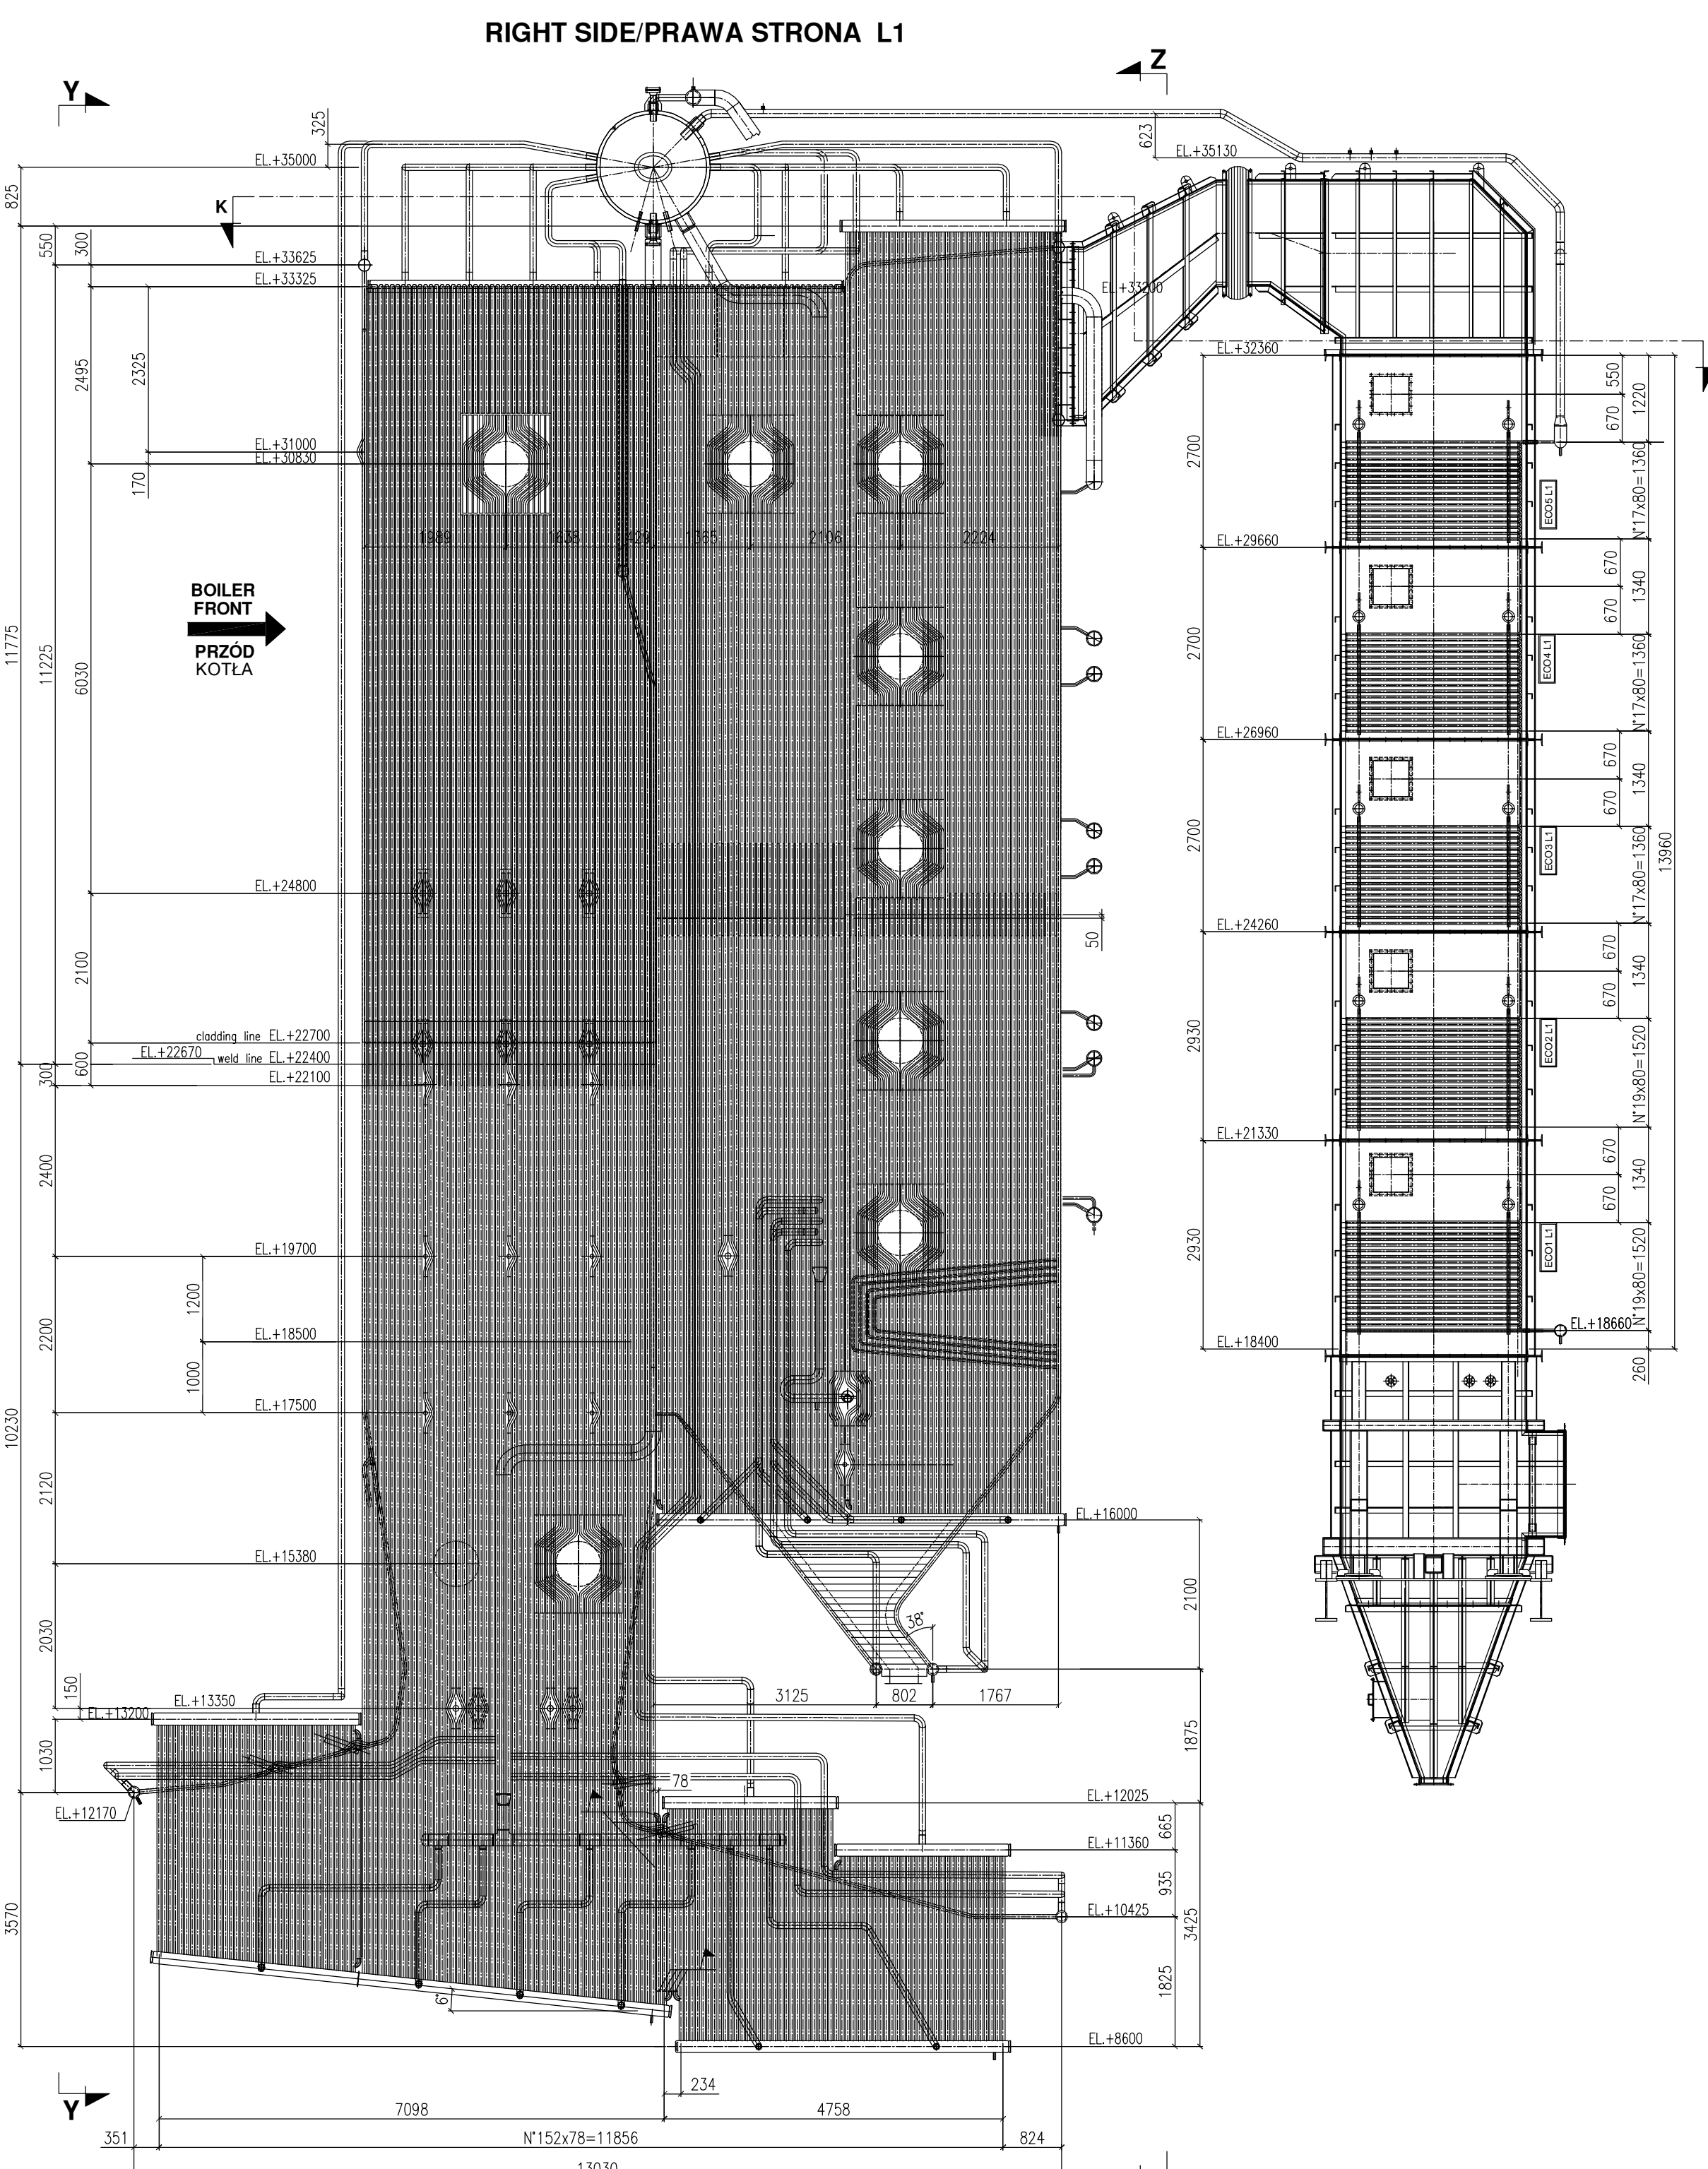 RIGHT SIDE/PRAWA STRONA L1
Y
Z
325
623
EL.+35130
EL.+35000
825
K
550
300
EL.+33625
EL.+33325
EL.+33200
2495
2325
EL.+32360
550
1220
670
EL.+31000
EL.+30830
170
2700
N°17x80=1360
ECO5 L1
1989
1638
429
1365
2106
2224
EL.+29660
670
1340
670
BOILER
FRONT
PRZÓD
KOTŁA
11775
11225
6030
2700
N°17x80=1360
ECO4 L1
EL.+26960
670
1340
670
2700
N°17x80=1360
ECO3 L1
13960
EL.+24800
50
EL.+24260
670
1340
670
2100
cladding line EL.+22700
EL.+22670
weld line EL.+22400
EL.+22100
600
300
2930
N°19x80=1520
ECO2 L1
EL.+21330
670
1340
670
2400
EL.+19700
1200
2930
N°19x80=1520
ECO1 L1
EL.+18660
EL.+18500
EL.+18400
260
2200
1000
EL.+17500
10230
2120
EL.+16000
EL.+15380
2100
38°
2030
150
EL.+13350
EL.+13200
3125
802
1767
1030
1875
78
EL.+12170
EL.+12025
665
EL.+11360
935
EL.+10425
3570
3425
1825
6°
EL.+8600
234
Y
7098
4758
351
N°152x78=11856
824
13030